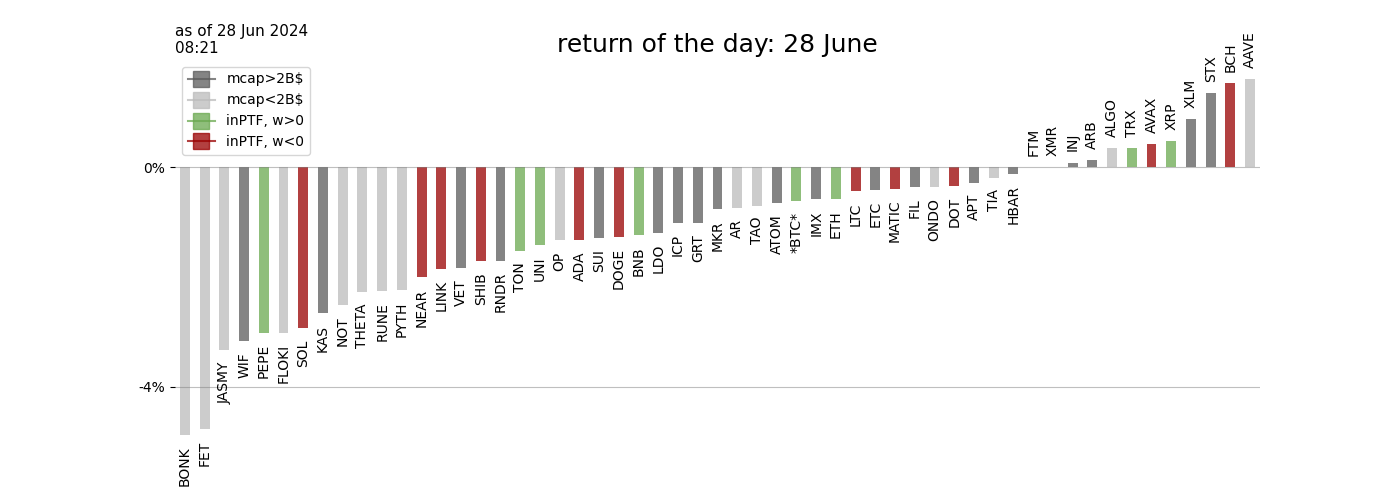 as of 28 Jun 2024
08:21
return of the day: 28 June
mcap>2B$
mcap<2B$
inPTF, w>0
inPTF, w<0
0%
-4%
BONK
FET
JASMY
WIF
PEPE
FLOKI
SOL
KAS
NOT
THETA
RUNE
PYTH
NEAR
LINK
VET
SHIB
RNDR
TON
UNI
OP
ADA
SUI
DOGE
BNB
LDO
ICP
GRT
MKR
AR
TAO
ATOM
*BTC*
IMX
ETH
LTC
ETC
MATIC
FIL
ONDO
DOT
APT
TIA
HBAR
FTM
XMR
INJ
ARB
ALGO
TRX
AVAX
XRP
XLM
STX
BCH
AAVE